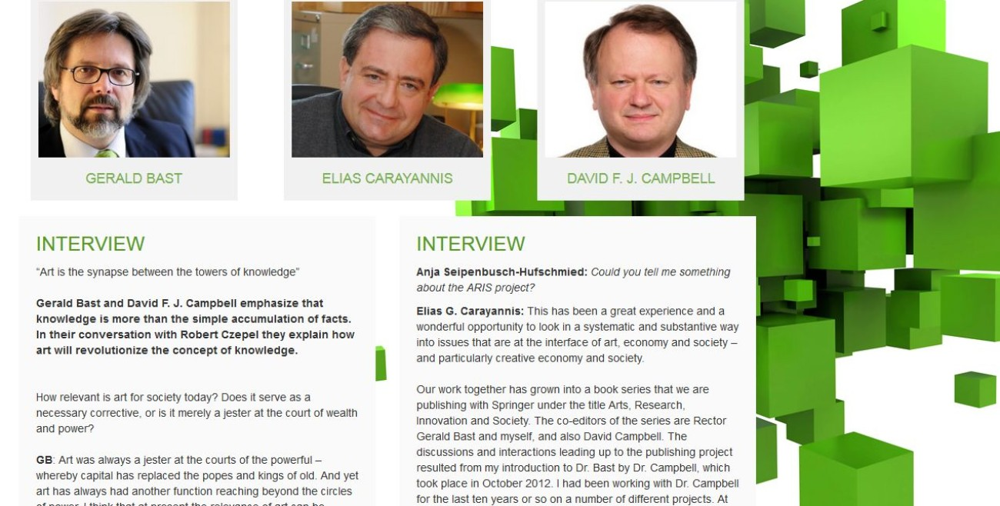 GERALD BAST
ELIAS CARAYANNIS
DAVID F. J. CAMPBELL
INTERVIEW
“Art is the synapse between the towers of knowledge”
Gerald Bast and David F. J. Campbell emphasize that
knowledge is more than the simple accumulation of facts.
In their conversation with Robert Czepel they explain how
art will revolutionize the concept of knowledge.
How relevant is art for society today? Does it serve as a
necessary corrective, or is it merely a jester at the court of wealth
and power?
GB: Art was always a jester at the courts of the powerful –
whereby capital has replaced the popes and kings of old. And yet
art has always had another function reaching beyond the circles
of power. I think that at present the relevance of art can be
INTERVIEW
Anja Seipenbusch-Hufschmied: Could you tell me something
about the ARIS project?
Elias G. Carayannis: This has been a great experience and a
wonderful opportunity to look in a systematic and substantive way
into issues that are at the interface of art, economy and society –
and particularly creative economy and society.
Our work together has grown into a book series that we are
publishing with Springer under the title Arts, Research,
Innovation and Society. The co-editors of the series are Rector
Gerald Bast and myself, and also David Campbell. The
discussions and interactions leading up to the publishing project
resulted from my introduction to Dr. Bast by Dr. Campbell, which
took place in October 2012. I had been working with Dr. Campbell
for the last ten years or so on a number of different projects. At